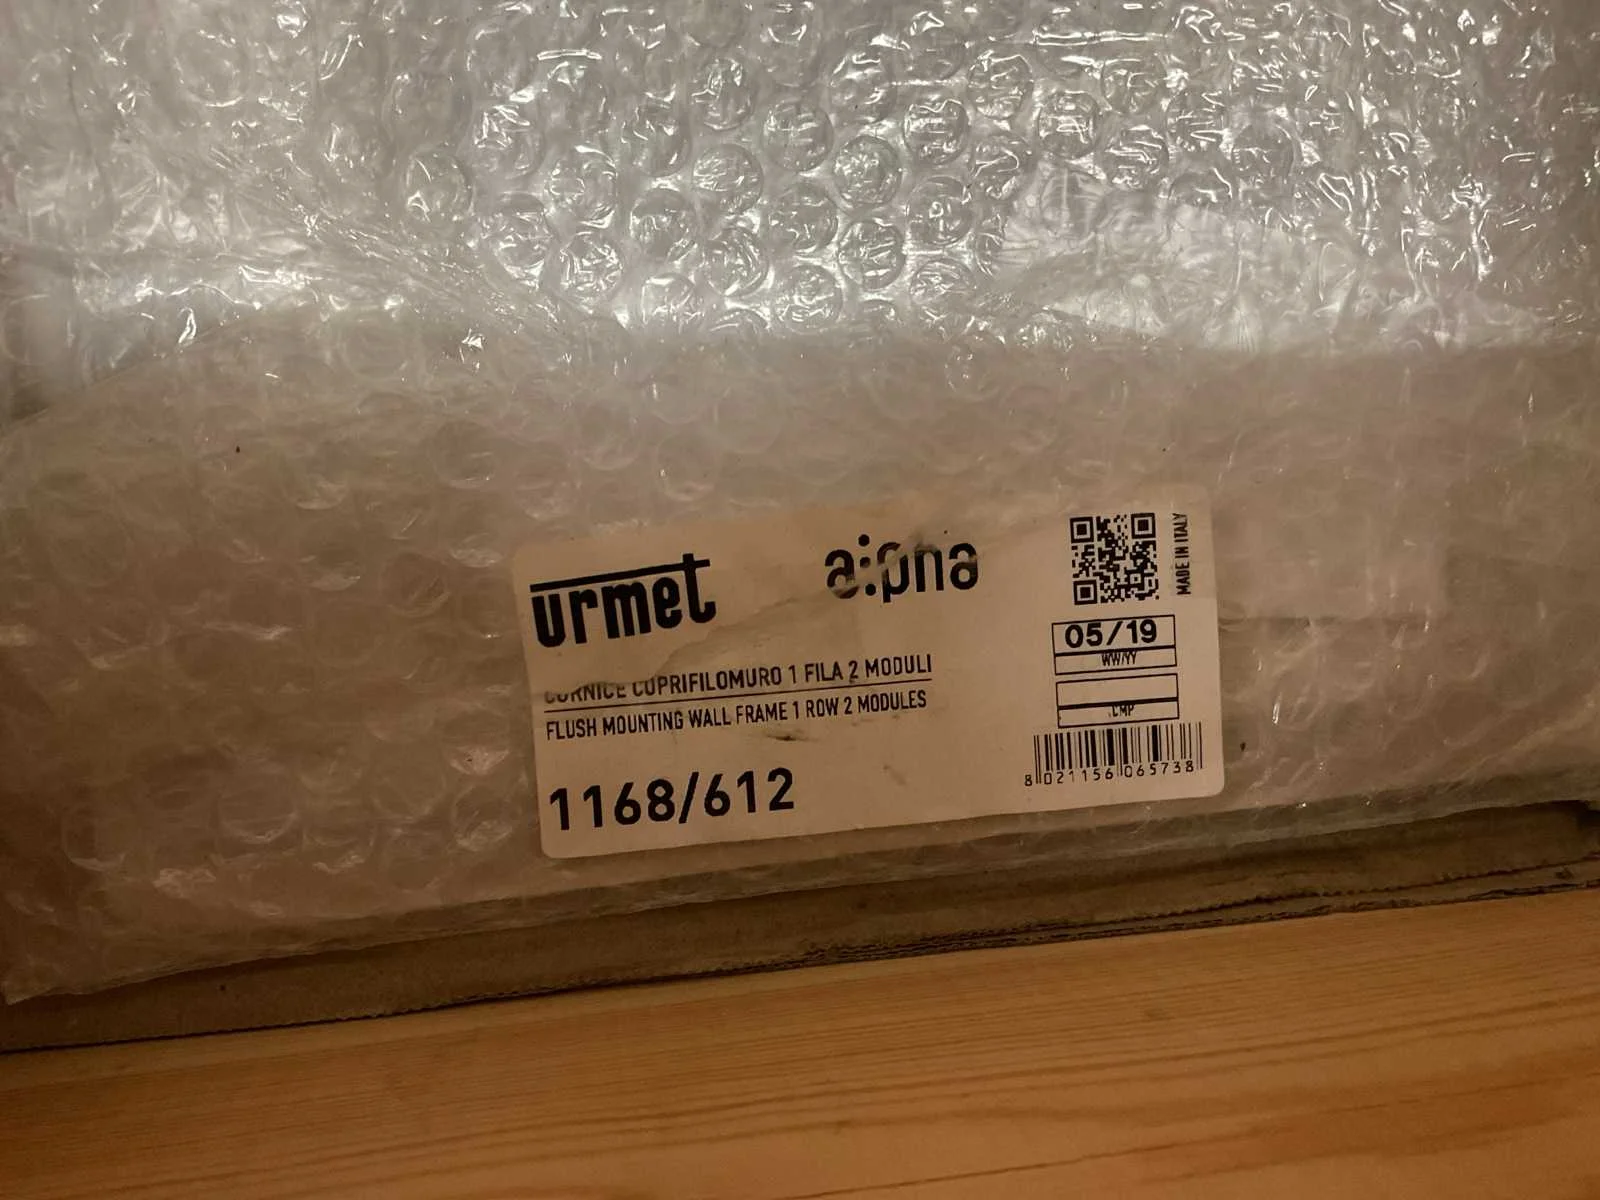 urmet
alpha
MADE IN ITALY
05/19
WW/YY
CORNICE COPRIFILOMURO 1 FILA 2 MODULI
FLUSH MOUNTING WALL FRAME 1 ROW 2 MODULES
.CMP
1168/612
8 021156 065738